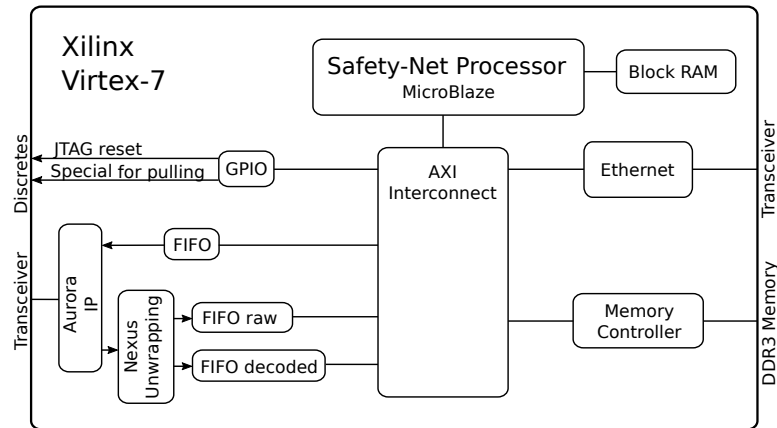 Xilinx
Virtex-7
Safety-Net Processor
MicroBlaze
Block RAM
Discretes
JTAG reset
Special for pulling
GPIO
AXI
Interconnect
Ethernet
Transceiver
Transceiver
Aurora
IP
FIFO
Nexus
Unwrapping
FIFO raw
FIFO decoded
Memory
Controller
DDR3 Memory